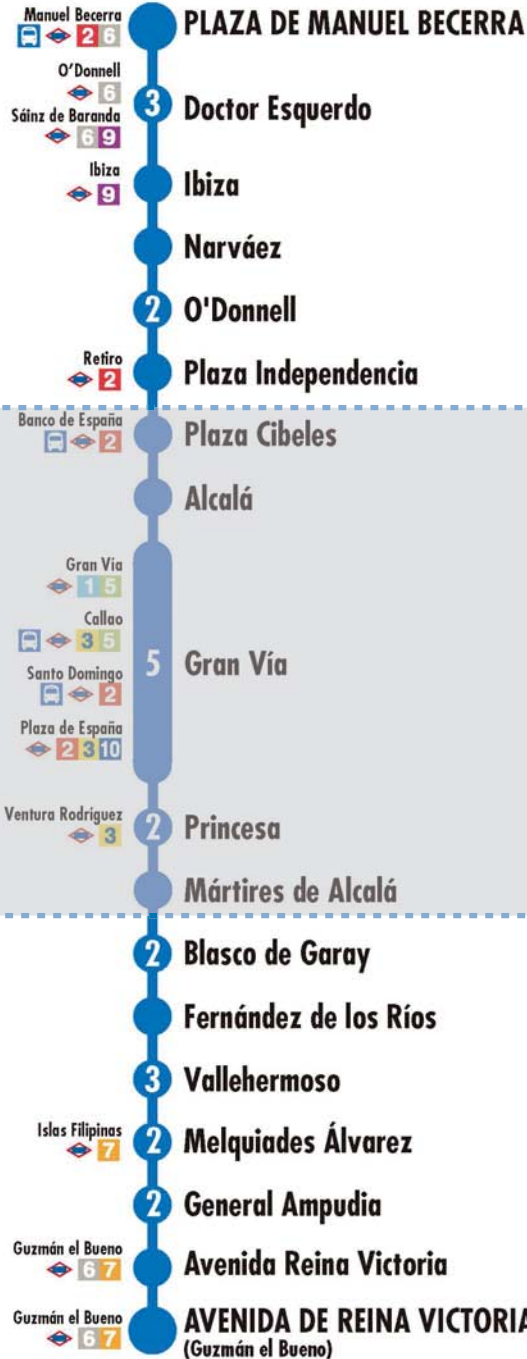 Manuel Becerra
2 6
PLAZA DE MANUEL BECERRA
O'Donnell
6
Sáinz de Baranda
6 9
3
Doctor Esquerdo
Ibiza
9
Ibiza
Narváez
2
O'Donnell
Retiro
2
Plaza Independencia
Banco de España
2
Plaza Cibeles
Alcalá
Gran Vía
1 5
Callao
3 5
Santo Domingo
2
Plaza de España
2 3 10
5
Gran Vía
Ventura Rodríguez
3
2
Princesa
Mártires de Alcalá
2
Blasco de Garay
Fernández de los Ríos
3
Vallehermoso
Islas Filipinas
7
2
Melquiades Álvarez
2
General Ampudia
Guzmán el Bueno
6 7
Avenida Reina Victoria
Guzmán el Bueno
6 7
AVENIDA DE REINA VICTORIA
(Guzmán el Bueno)